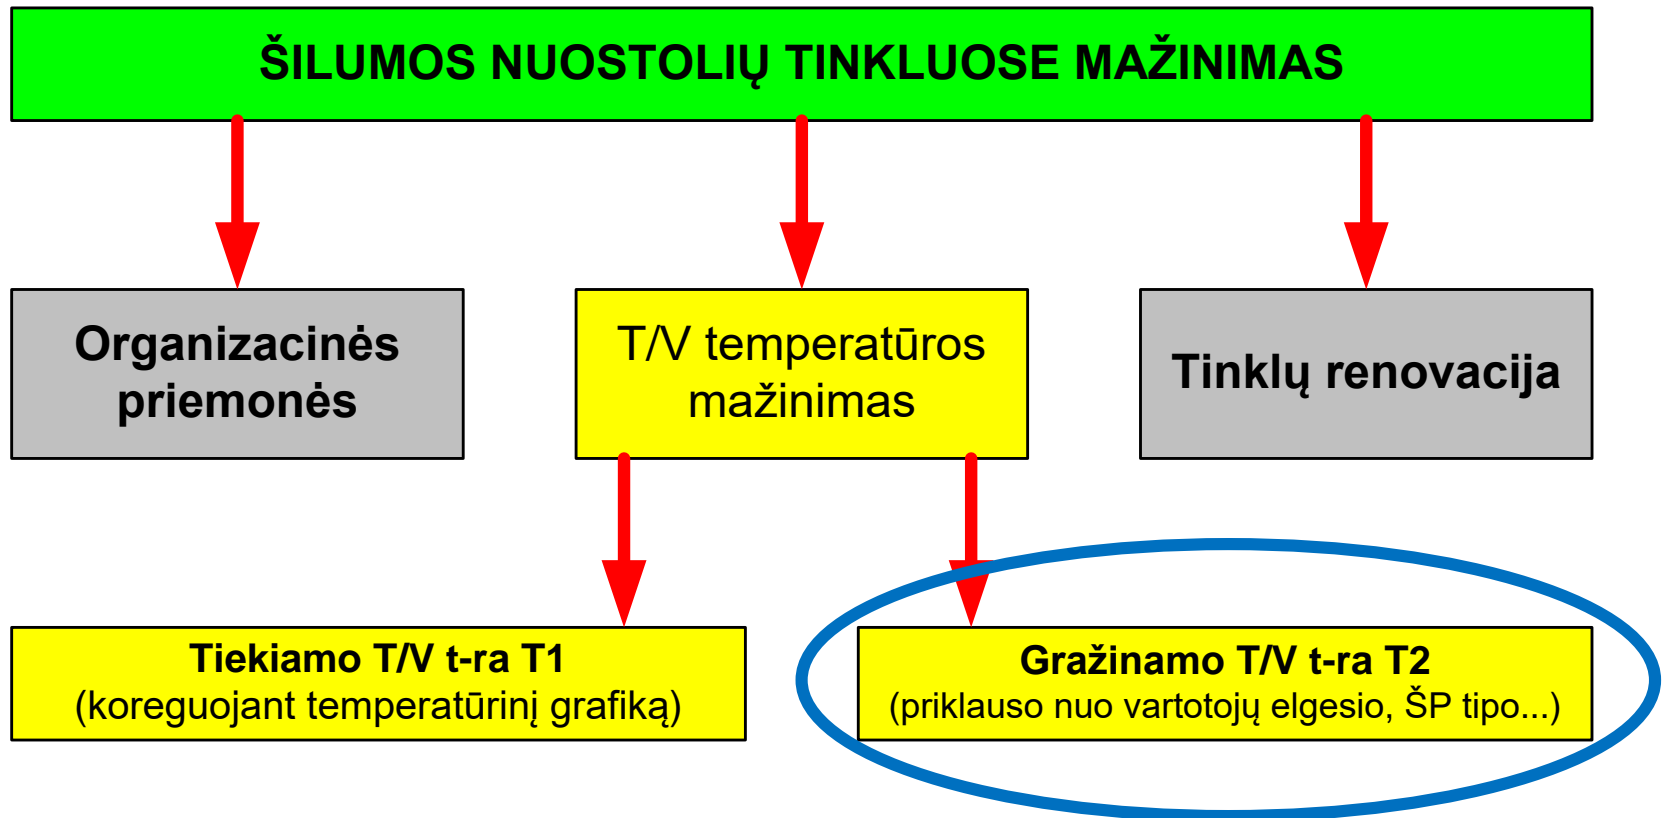 ŠILUMOS NUOSTOLIŲ TINKLUOSE MAŽINIMAS
Organizacinės
priemonės
T/V temperatūros
mažinimas
Tinklų renovacija
Tiekiamo T/V t-ra T1
(koreguojant temperatūrinį grafiką)
Gražinamo T/V t-ra T2
(priklauso nuo vartotojų elgesio, ŠP tipo...)